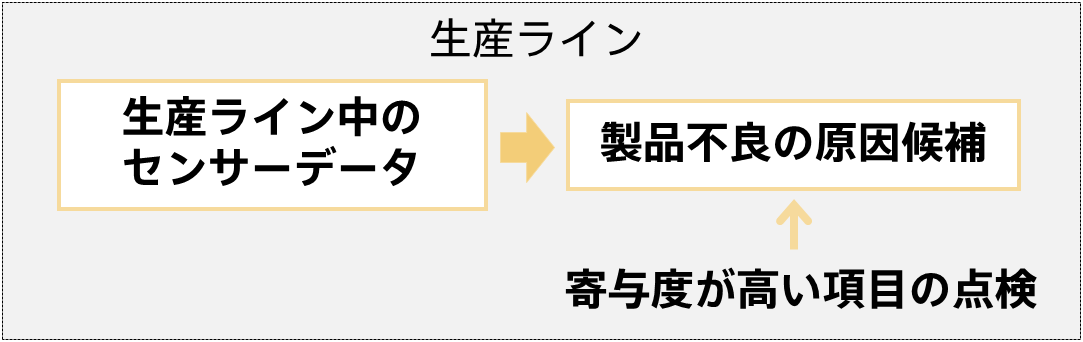 生産ライン
生産ライン中の
センサーデータ
製品不良の原因候補
寄与度が高い項目の点検